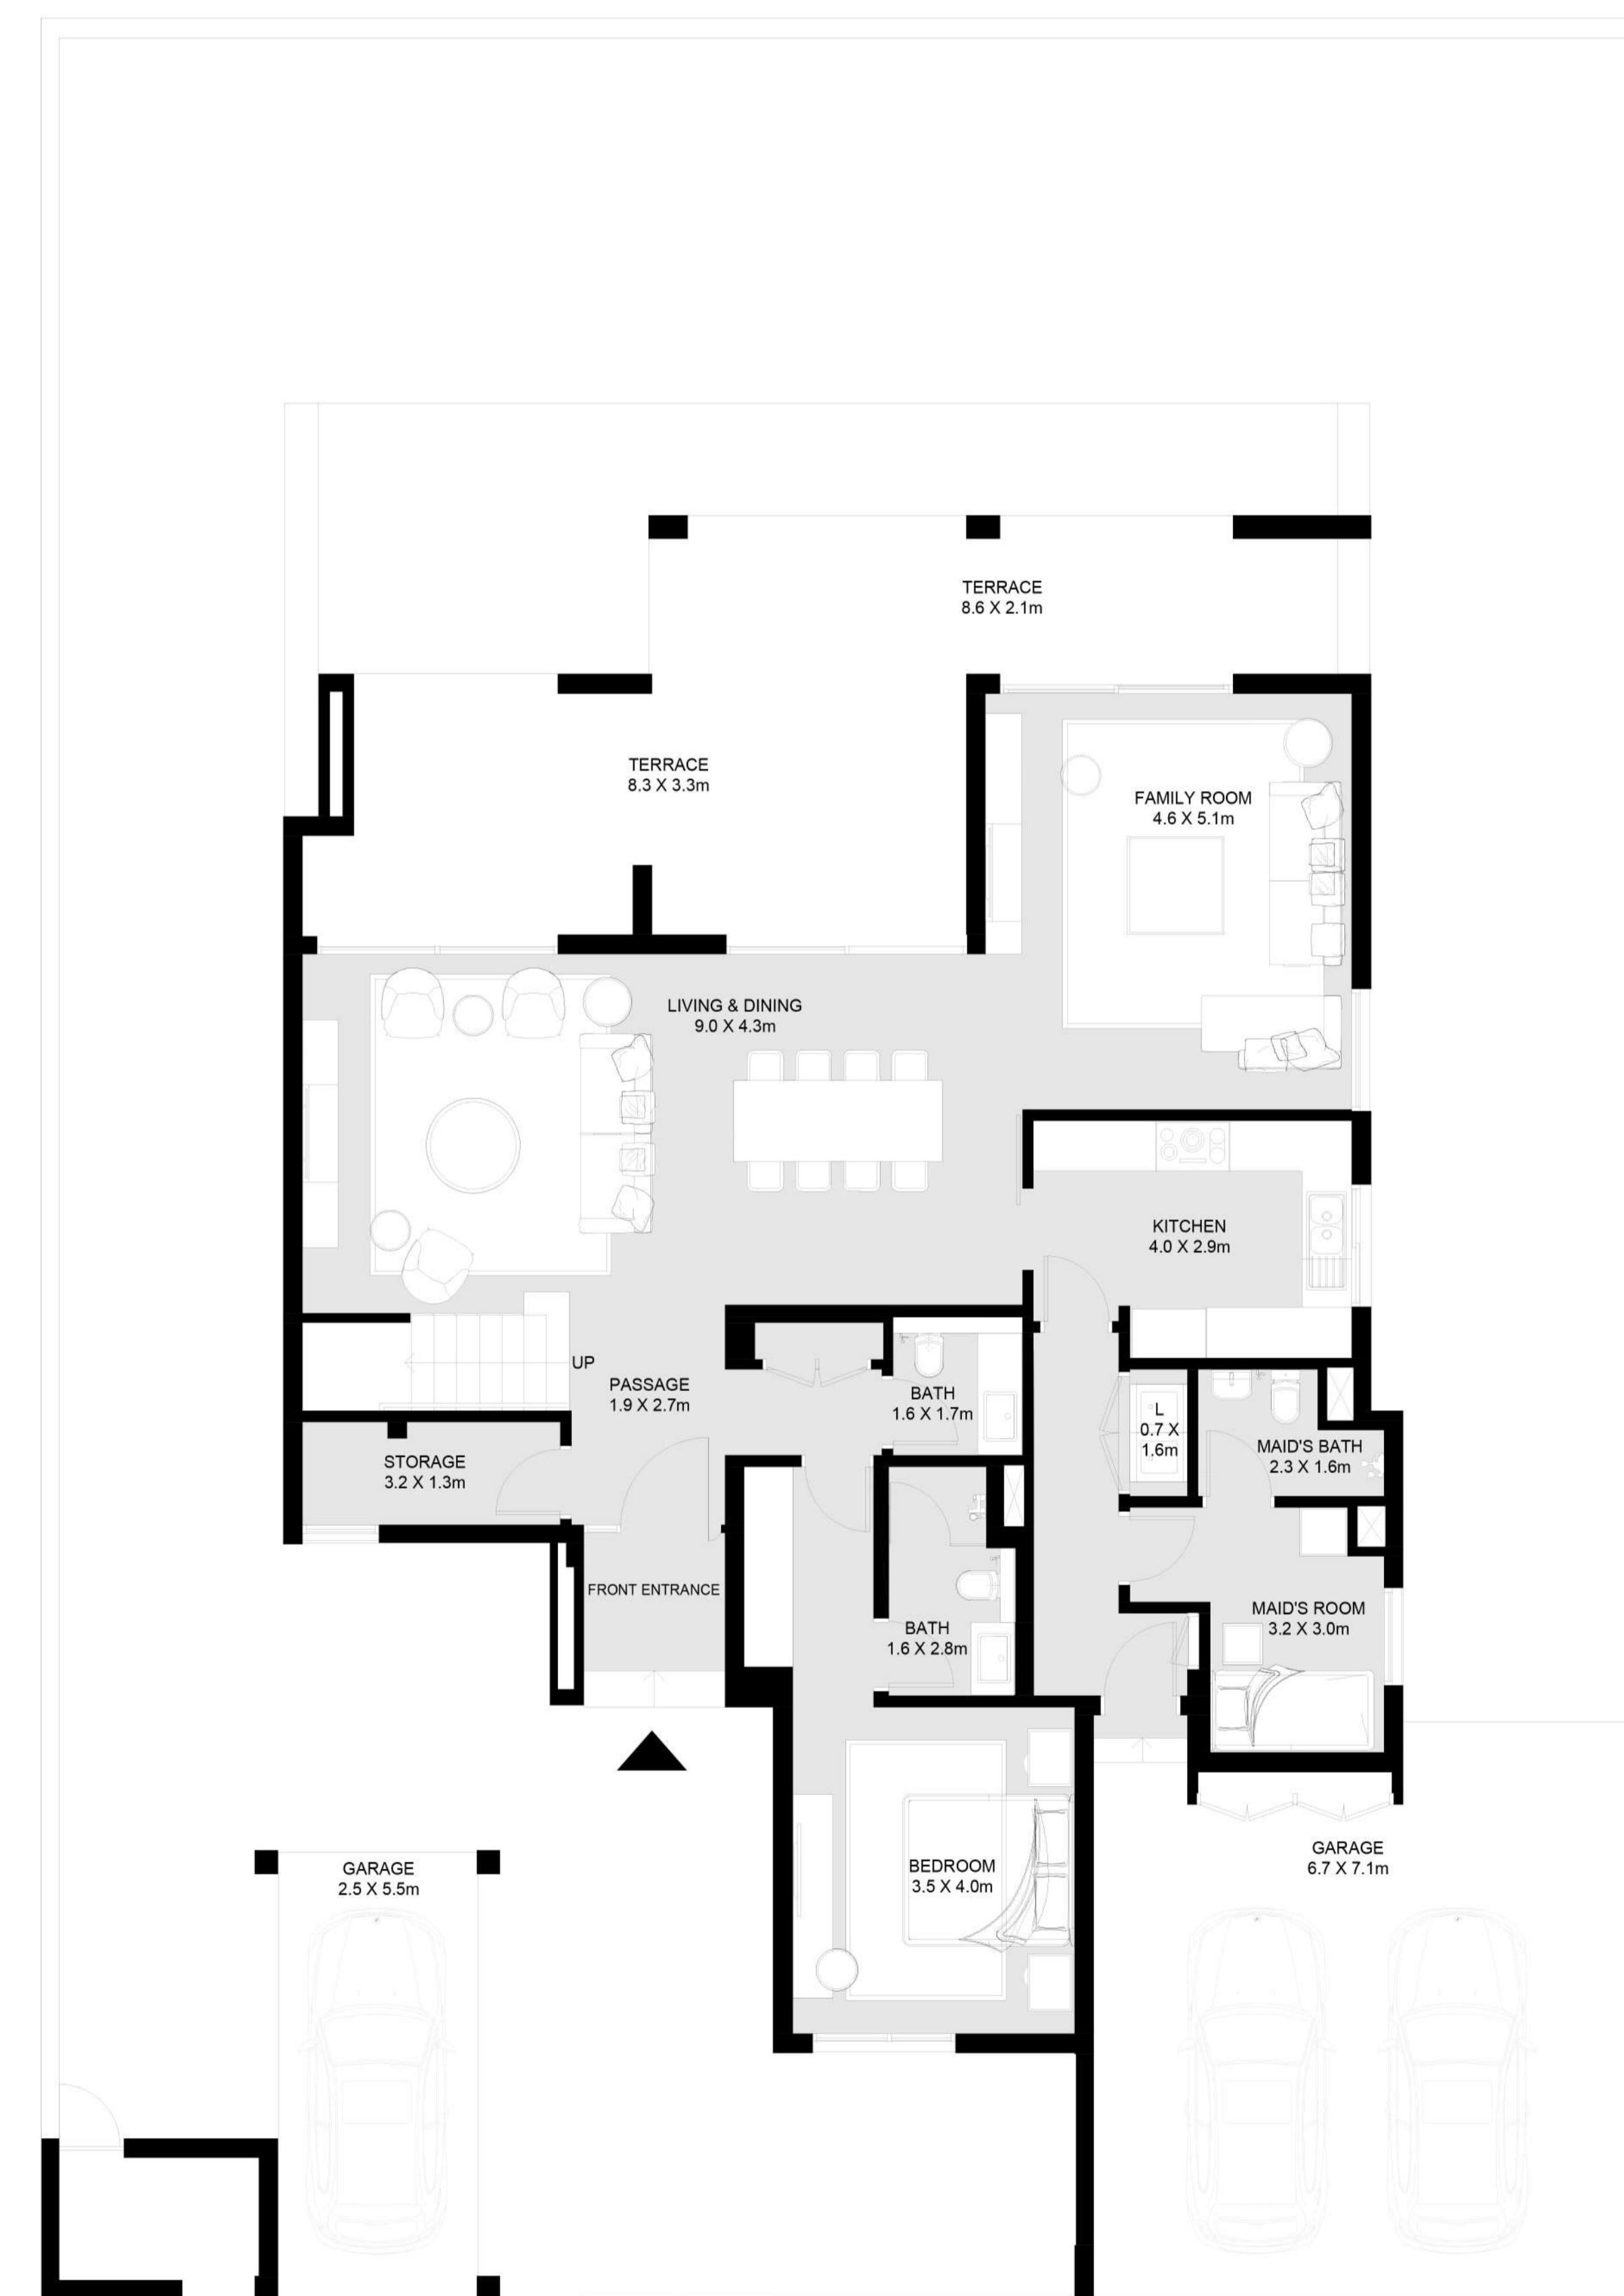 TERRACE
8.6 X 2.1m
TERRACE
8.3 X 3.3m
FAMILY ROOM
4.6 X 5.1m
LIVING & DINING
9.0 X 4.3m
KITCHEN
4.0 X 2.9m
UP
PASSAGE
1.9 X 2.7m
BATH
1.6 X 1.7m
L
0.7 X
1.6m
MAID'S BATH
2.3 X 1.6m
STORAGE
3.2 X 1.3m
FRONT ENTRANCE
BATH
1.6 X 2.8m
MAID'S ROOM
3.2 X 3.0m
BEDROOM
3.5 X 4.0m
GARAGE
2.5 X 5.5m
GARAGE
6.7 X 7.1m